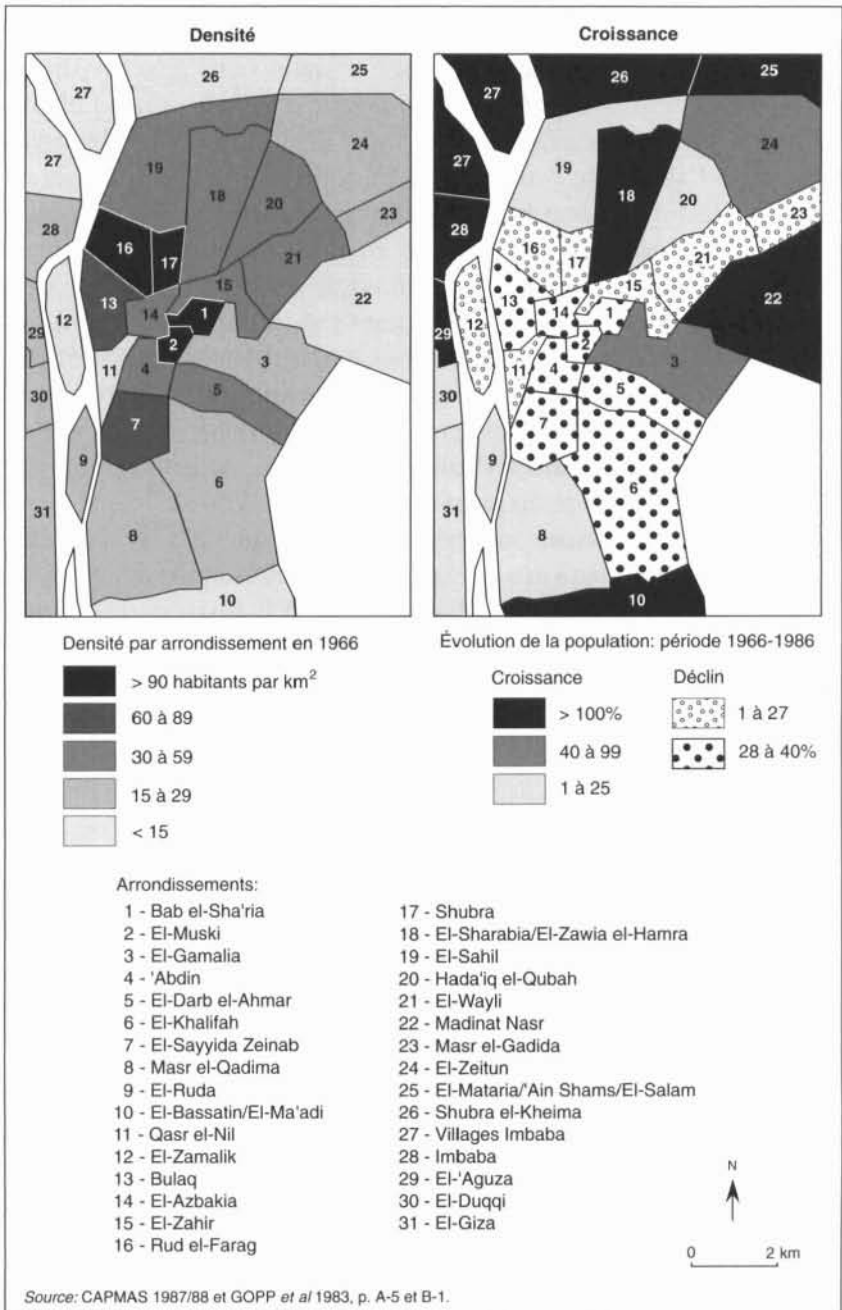 Densité
26
25
27
27
24
19
18
20
28
23
16
17
21
13
15
22
12
14
1
29
2
3
11
4
30
5
7
9
6
31
8
10
Croissance
26
25
27
24
27
19
18
20
28
23
16
17
21
13
15
22
12
14
1
29
2
3
11
4
30
5
7
9
6
31
8
10
Densité par arrondissement en 1966
> 90 habitants par km²
60 à 89
30 à 59
15 à 29
< 15
Évolution de la population: période 1966-1986
Croissance
> 100%
40 à 99
1 à 25
Déclin
1 à 27
28 à 40%
Arrondissements:
1 - Bab el-Sha'ria
2 - El-Muski
3 - El-Gamalia
4 - 'Abdin
5 - El-Darb el-Ahmar
6 - El-Khalifah
7 - El-Sayyida Zeinab
8 - Masr el-Qadima
9 - El-Ruda
10 - El-Bassatin/El-Ma'adi
11 - Qasr el-Nil
12 - El-Zamalik
13 - Bulaq
14 - El-Azbakia
15 - El-Zahir
16 - Rud el-Farag
17 - Shubra
18 - El-Sharabia/El-Zawia el-Hamra
19 - El-Sahil
20 - Hada'iq el-Qubah
21 - El-Wayli
22 - Madinat Nasr
23 - Masr el-Gadida
24 - El-Zeitun
25 - El-Mataria/'Ain Shams/El-Salam
26 - Shubra el-Kheima
27 - Villages Imbaba
28 - Imbaba
29 - El-'Aguza
30 - El-Duqqi
31 - El-Giza
N
0 2 km
Source: CAPMAS 1987/88 et GOPP et al 1983, p. A-5 et B-1.